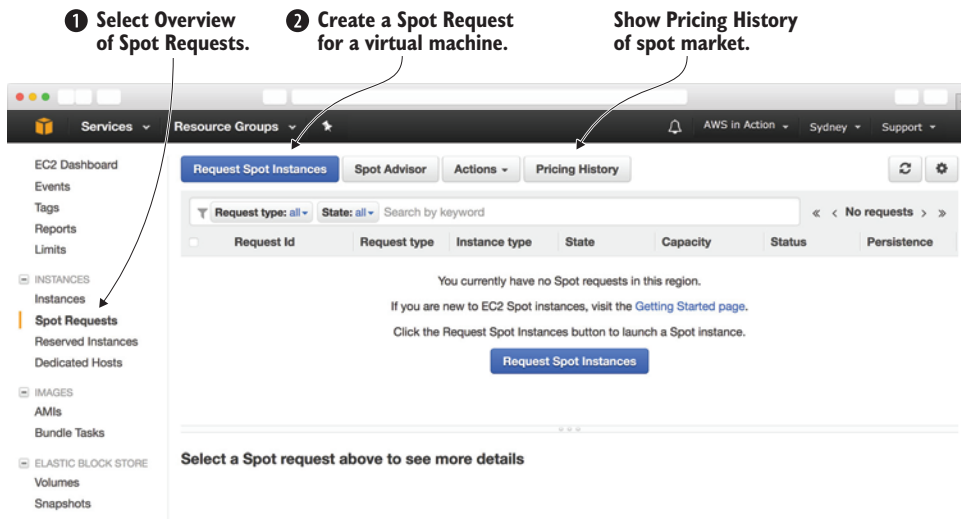 1 Select Overview
of Spot Requests.
2 Create a Spot Request
for a virtual machine.
Show Pricing History
of spot market.
Services
Resource Groups
AWS in Action
Sydney
Support
EC2 Dashboard
Events
Tags
Reports
Limits
INSTANCES
Instances
Spot Requests
Reserved Instances
Dedicated Hosts
IMAGES
AMIs
Bundle Tasks
ELASTIC BLOCK STORE
Volumes
Snapshots
Request Spot Instances
Spot Advisor
Actions
Pricing History
Request type: all State: all Search by keyword
« < No requests > »
Request Id Request type Instance type State Capacity Status Persistence
You currently have no Spot requests in this region.
If you are new to EC2 Spot instances, visit the Getting Started page.
Click the Request Spot Instances button to launch a Spot instance.
Request Spot Instances
Select a Spot request above to see more details